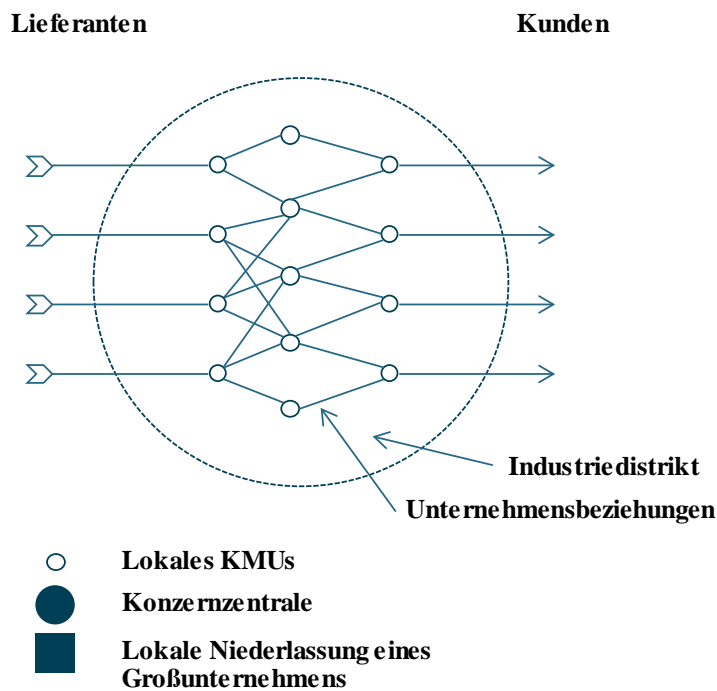 Lieferanten
Kunden
Industriedistrikt
Unternehmensbeziehungen
Lokales KMUs
Konzernzentrale
Lokale Niederlassung eines
Großunternehmens